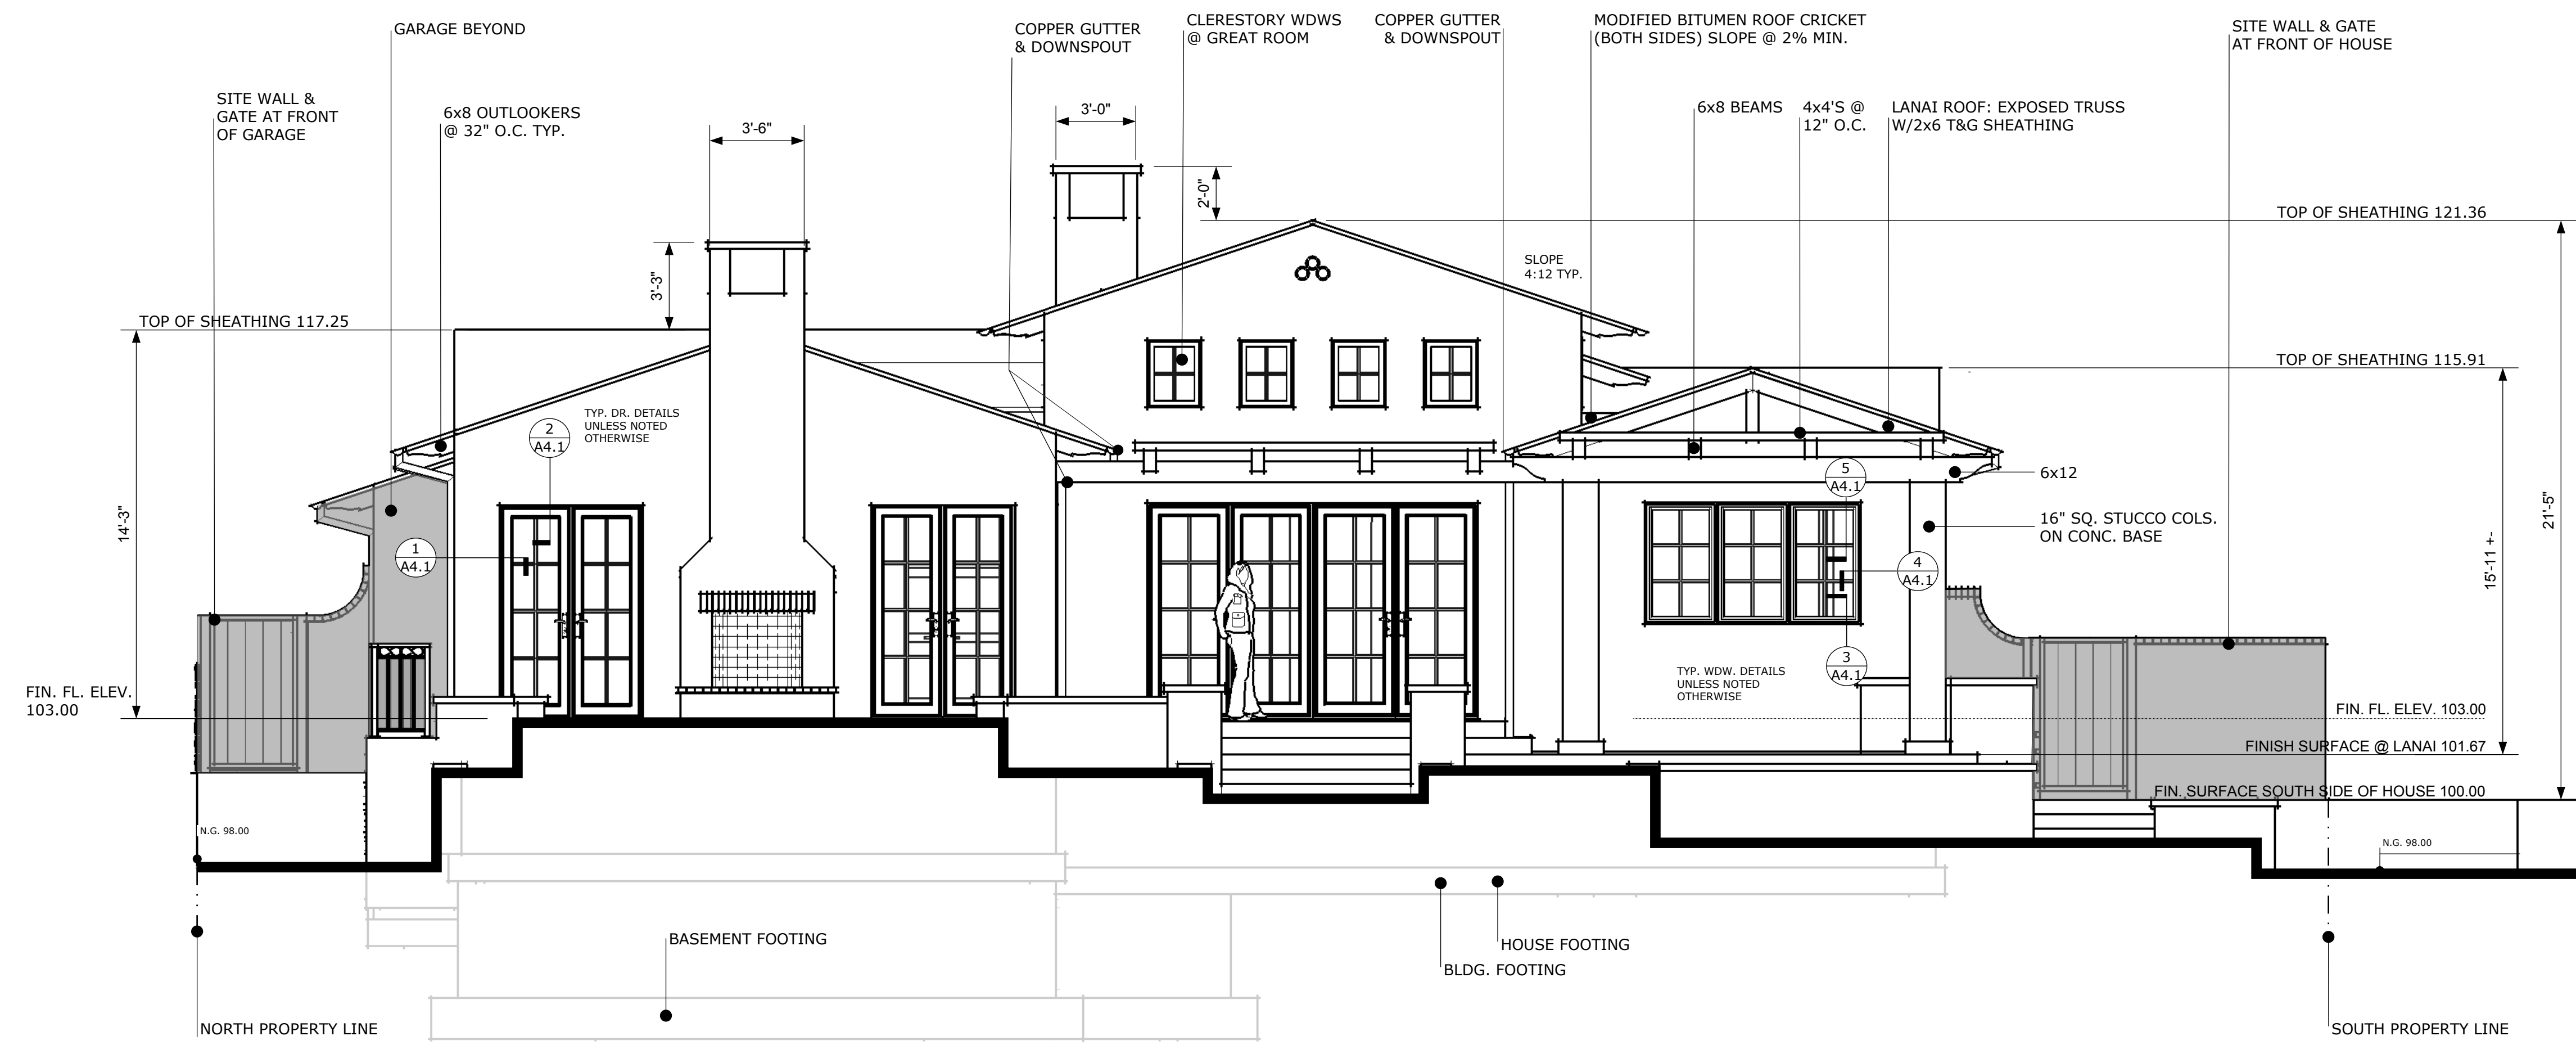 GARAGE BEYOND
COPPER GUTTER
& DOWNSPOUT
CLERESTORY WDWS
@ GREAT ROOM
COPPER GUTTER
& DOWNSPOUT
MODIFIED BITUMEN ROOF CRICKET
(BOTH SIDES) SLOPE @ 2% MIN.
SITE WALL & GATE
AT FRONT OF HOUSE
SITE WALL &
GATE AT FRONT
OF GARAGE
6x8 OUTLOOKERS
@ 32" O.C. TYP.
3'-6"
3'-0"
6x8 BEAMS
4x4'S @
12" O.C.
LANAI ROOF: EXPOSED TRUSS
W/2x6 T&G SHEATHING
2'-0"
TOP OF SHEATHING 121.36
3'-3"
SLOPE
4:12 TYP.
TOP OF SHEATHING 117.25
TOP OF SHEATHING 115.91
2
A4.1
TYP. DR. DETAILS
UNLESS NOTED
OTHERWISE
5
A4.1
6x12
14'-3"
1
A4.1
16" SQ. STUCCO COLS.
ON CONC. BASE
4
A4.1
15'-11 +-
21'-5"
3
A4.1
TYP. WDW. DETAILS
UNLESS NOTED
OTHERWISE
FIN. FL. ELEV.
103.00
FIN. FL. ELEV. 103.00
FINISH SURFACE @ LANAI 101.67
FIN. SURFACE SOUTH SIDE OF HOUSE 100.00
N.G. 98.00
N.G. 98.00
BASEMENT FOOTING
HOUSE FOOTING
BLDG. FOOTING
NORTH PROPERTY LINE
SOUTH PROPERTY LINE